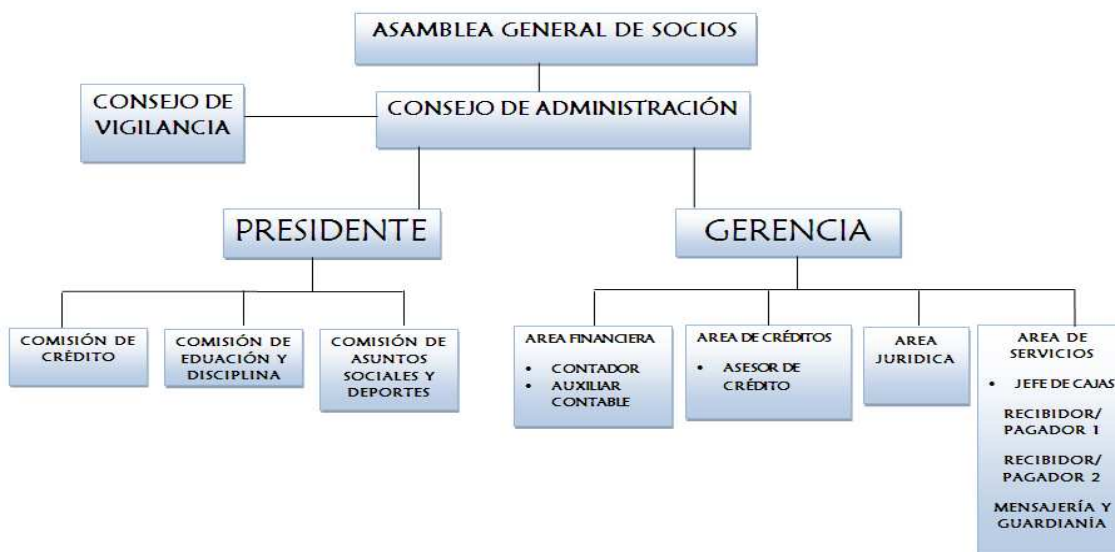 ASAMBLEA GENERAL DE SOCIOS
CONSEJO DE
VIGILANCIA
CONSEJO DE ADMINISTRACIÓN
PRESIDENTE
GERENCIA
COMISIÓN DE
CRÉDITO
COMISIÓN DE
EDUACIÓN Y
DISCIPLINA
COMISIÓN DE
ASUNTOS
SOCIALES Y
DEPORTES
AREA FINANCIERA
• CONTADOR
• AUXILIAR
CONTABLE
AREA DE CRÉDITOS
• ASESOR DE
CRÉDITO
AREA
JURIDICA
AREA DE
SERVICIOS
• JEFE DE CAJAS
RECIBIDOR/
PAGADOR 1
RECIBIDOR/
PAGADOR 2
MENSAJERÍA Y
GUARDIANÍA